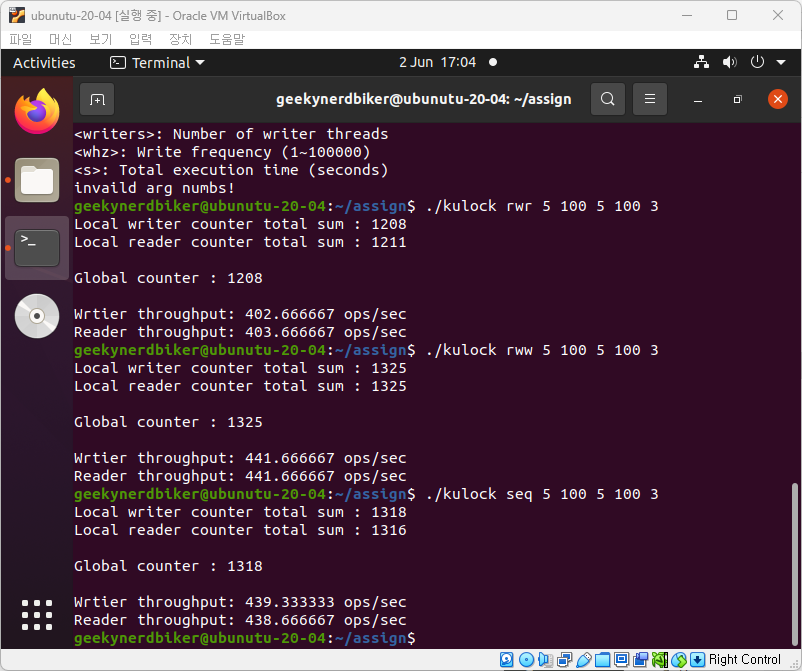 ubunutu-20-04 [실행 중] - Oracle VM VirtualBox
파일 머신 보기 입력 장치 도움말
Activities Terminal 2 Jun 17:04
geekynerdbiker@ubunutu-20-04: ~/assign
<writers>: Number of writer threads
<whz>: Write frequency (1~100000)
<s>: Total execution time (seconds)
invaild arg numbs!
geekynerdbiker@ubunutu-20-04:~/assign$ ./kulock rwr 5 100 5 100 3
Local writer counter total sum : 1208
Local reader counter total sum : 1211
Global counter : 1208
Wrtier throughput: 402.666667 ops/sec
Reader throughput: 403.666667 ops/sec
geekynerdbiker@ubunutu-20-04:~/assign$ ./kulock rww 5 100 5 100 3
Local writer counter total sum : 1325
Local reader counter total sum : 1325
Global counter : 1325
Wrtier throughput: 441.666667 ops/sec
Reader throughput: 441.666667 ops/sec
geekynerdbiker@ubunutu-20-04:~/assign$ ./kulock seq 5 100 5 100 3
Local writer counter total sum : 1318
Local reader counter total sum : 1316
Global counter : 1318
Wrtier throughput: 439.333333 ops/sec
Reader throughput: 438.666667 ops/sec
geekynerdbiker@ubunutu-20-04:~/assign$
Right Control